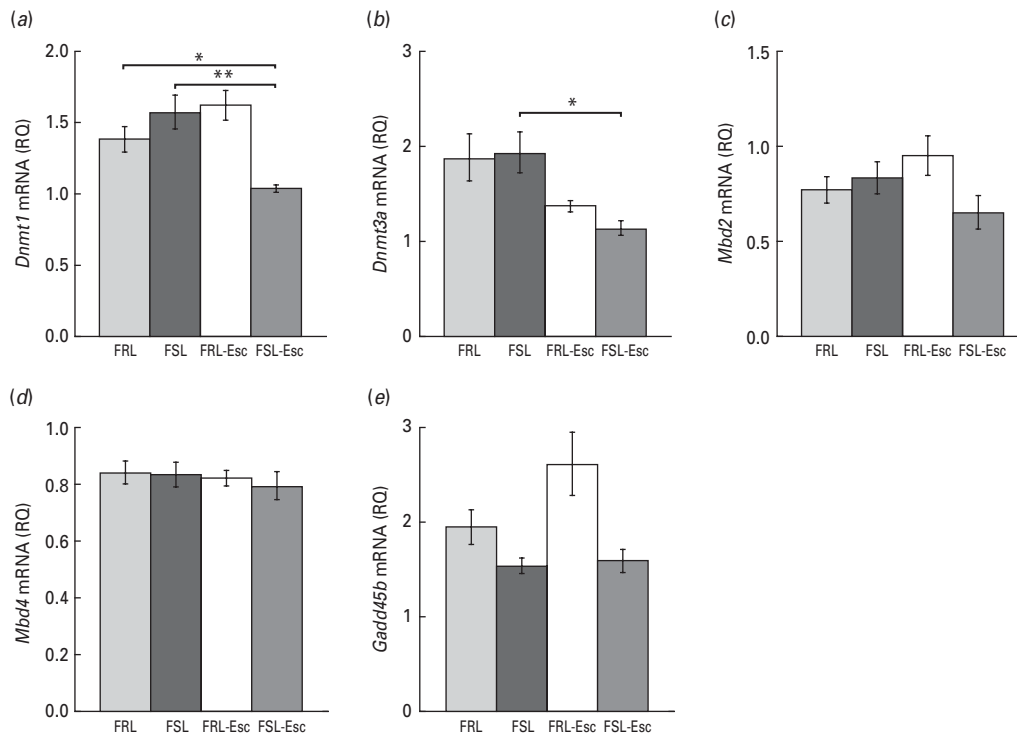 (a)
(b)
(c)
2.0
1.5
1.0
0.5
0.0
Dnmt1 mRNA (RQ)
*
**
FRL FSL FRL-Esc FSL-Esc
3
2
1
0
Dnmt3a mRNA (RQ)
*
FRL FSL FRL-Esc FSL-Esc
1.5
1.0
0.5
0.0
Mbd2 mRNA (RQ)
FRL FSL FRL-Esc FSL-Esc
(d)
(e)
1.0
0.8
0.6
0.4
0.2
0.0
Mbd4 mRNA (RQ)
FRL FSL FRL-Esc FSL-Esc
3
2
1
0
Gadd45b mRNA (RQ)
FRL FSL FRL-Esc FSL-Esc